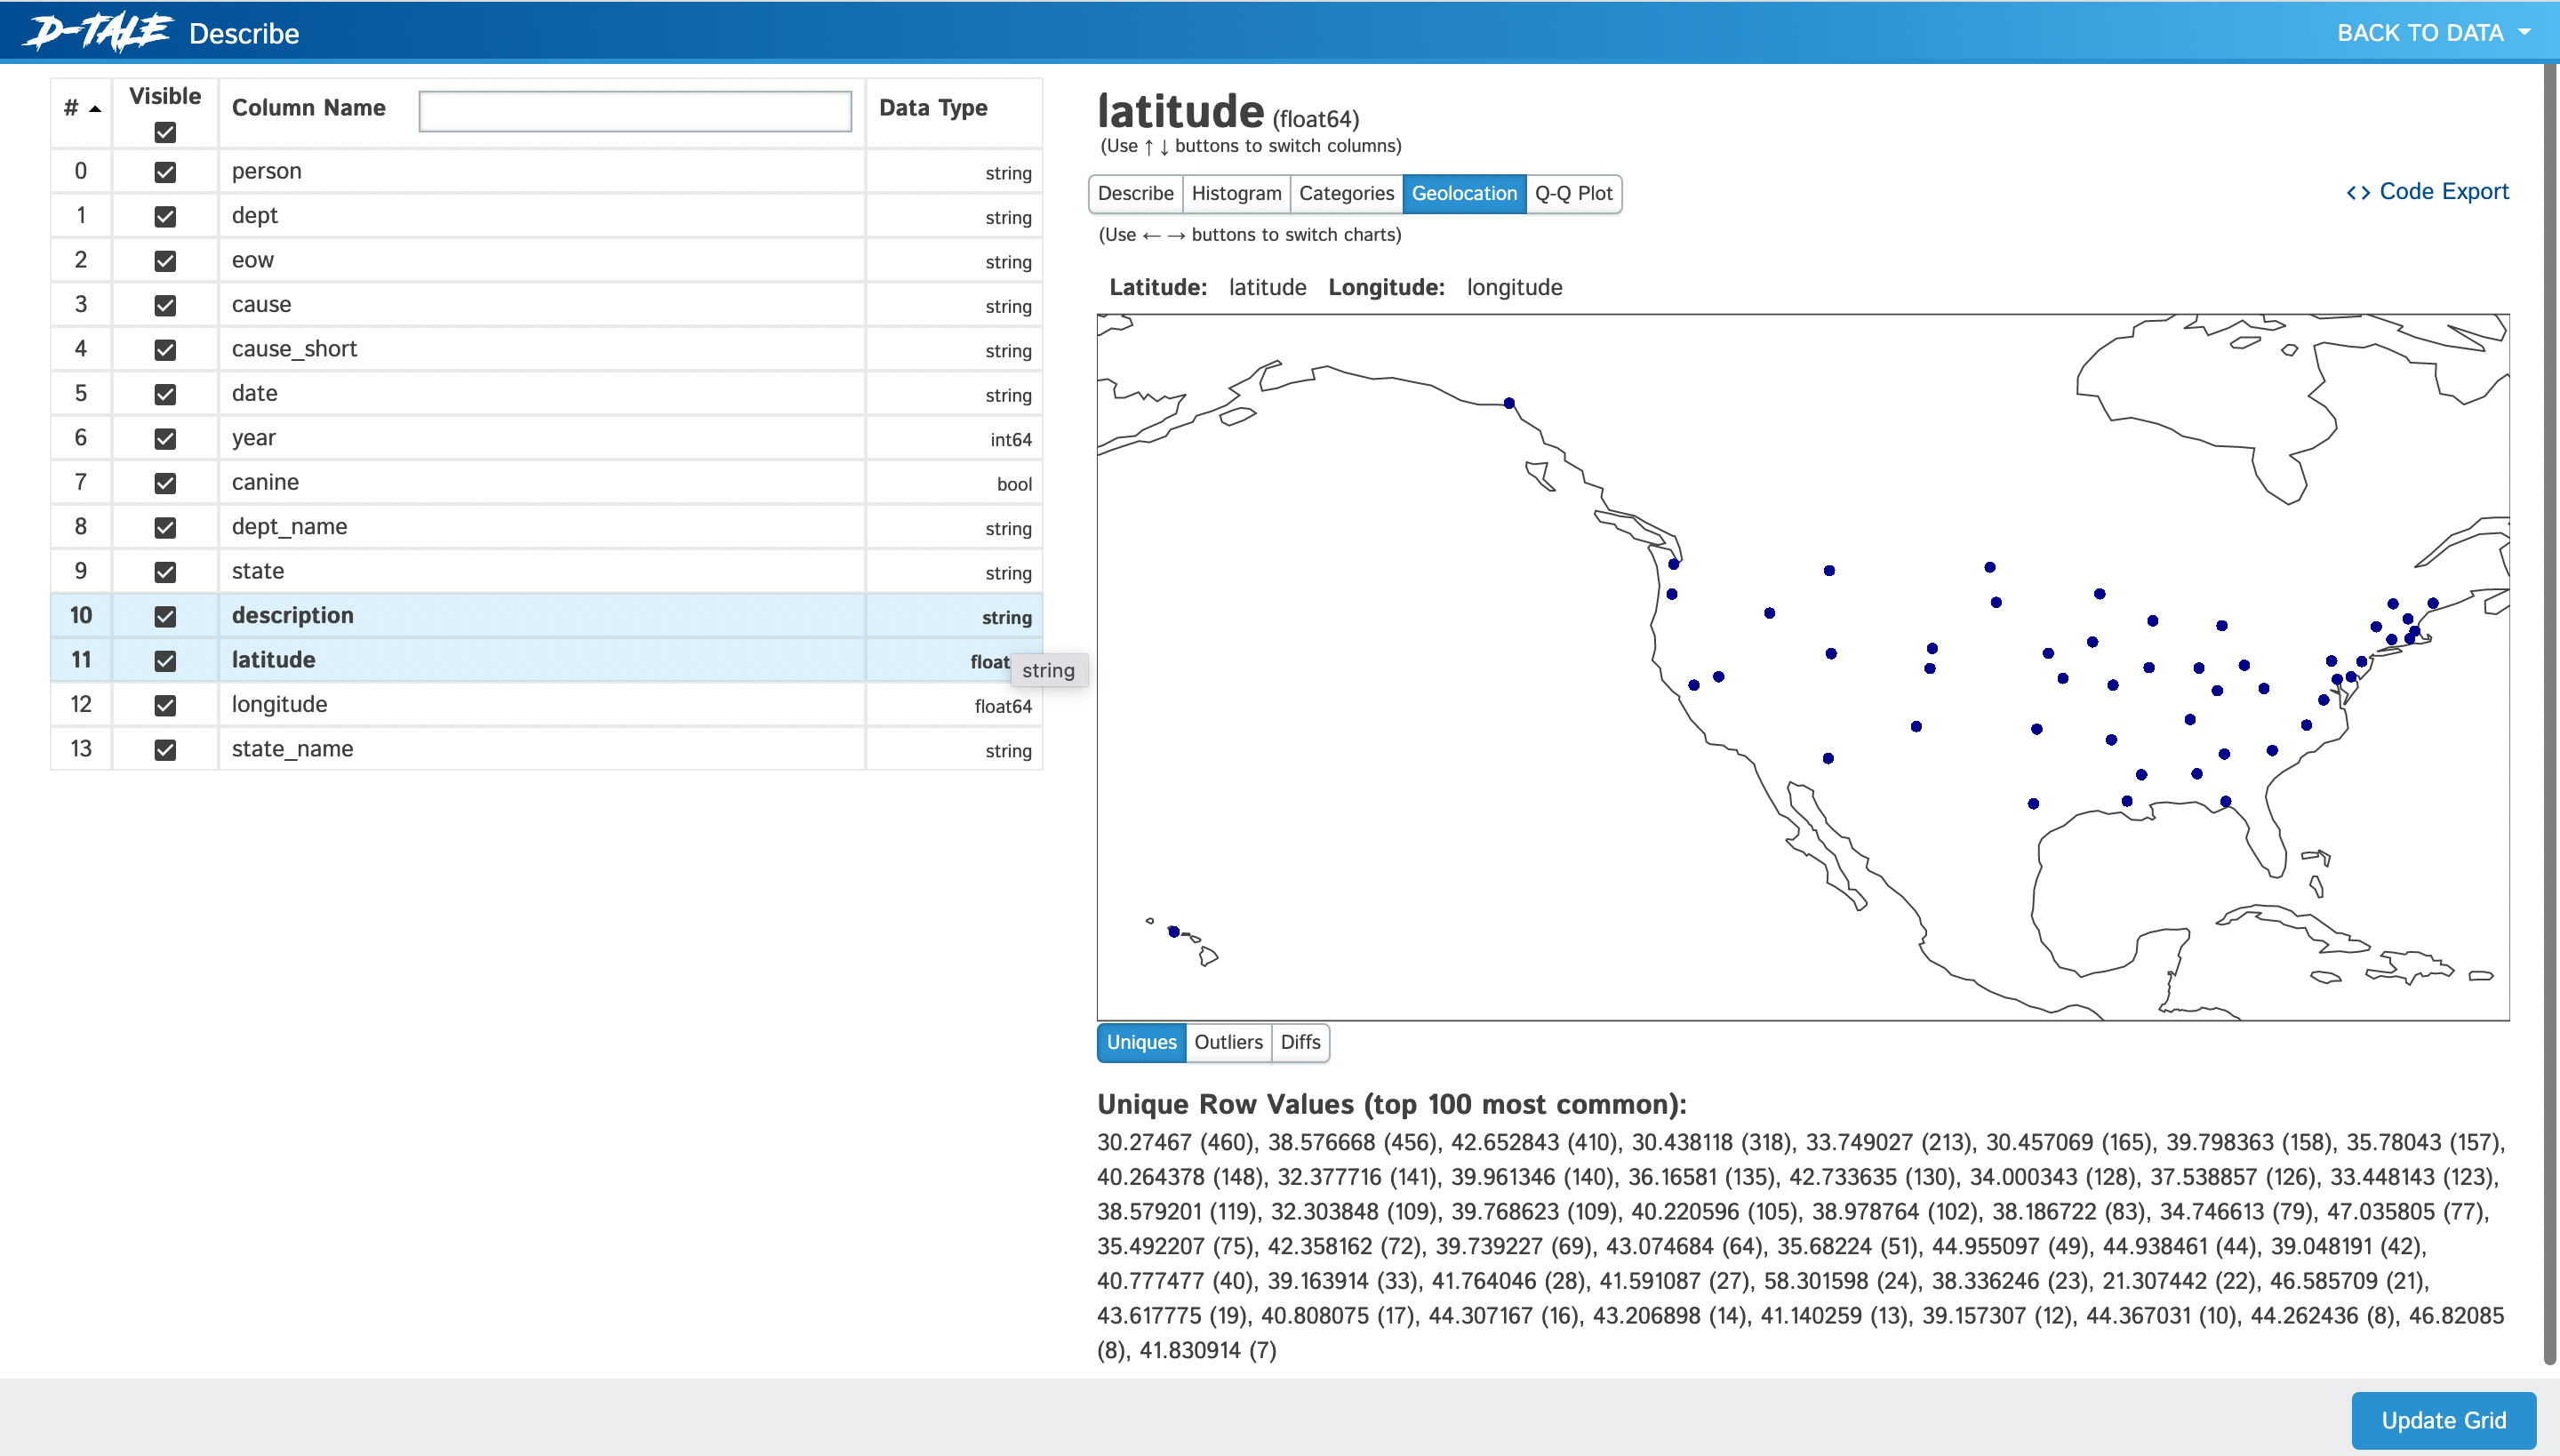 D-TALE Describe
BACK TO DATA
# Visible Column Name Data Type
0 person string
1 dept string
2 eow string
3 cause string
4 cause_short string
5 date string
6 year int64
7 canine bool
8 dept_name string
9 state string
10 description string
11 latitude float
string
12 longitude float64
13 state_name string
latitude (float64)
(Use ↑ ↓ buttons to switch columns)
Describe Histogram Categories Geolocation Q-Q Plot
<> Code Export
(Use ← → buttons to switch charts)
Latitude: latitude Longitude: longitude
Uniques Outliers Diffs
Unique Row Values (top 100 most common):
30.27467 (460), 38.576668 (456), 42.652843 (410), 30.438118 (318), 33.749027 (213), 30.457069 (165), 39.798363 (158), 35.78043 (157),
40.264378 (148), 32.377716 (141), 39.961346 (140), 36.16581 (135), 42.733635 (130), 34.000343 (128), 37.538857 (126), 33.448143 (123),
38.579201 (119), 32.303848 (109), 39.768623 (109), 40.220596 (105), 38.978764 (102), 38.186722 (83), 34.746613 (79), 47.035805 (77),
35.492207 (75), 42.358162 (72), 39.739227 (69), 43.074684 (64), 35.68224 (51), 44.955097 (49), 44.938461 (44), 39.048191 (42),
40.777477 (40), 39.163914 (33), 41.764046 (28), 41.591087 (27), 58.301598 (24), 38.336246 (23), 21.307442 (22), 46.585709 (21),
43.617775 (19), 40.808075 (17), 44.307167 (16), 43.206898 (14), 41.140259 (13), 39.157307 (12), 44.367031 (10), 44.262436 (8), 46.82085
(8), 41.830914 (7)
Update Grid